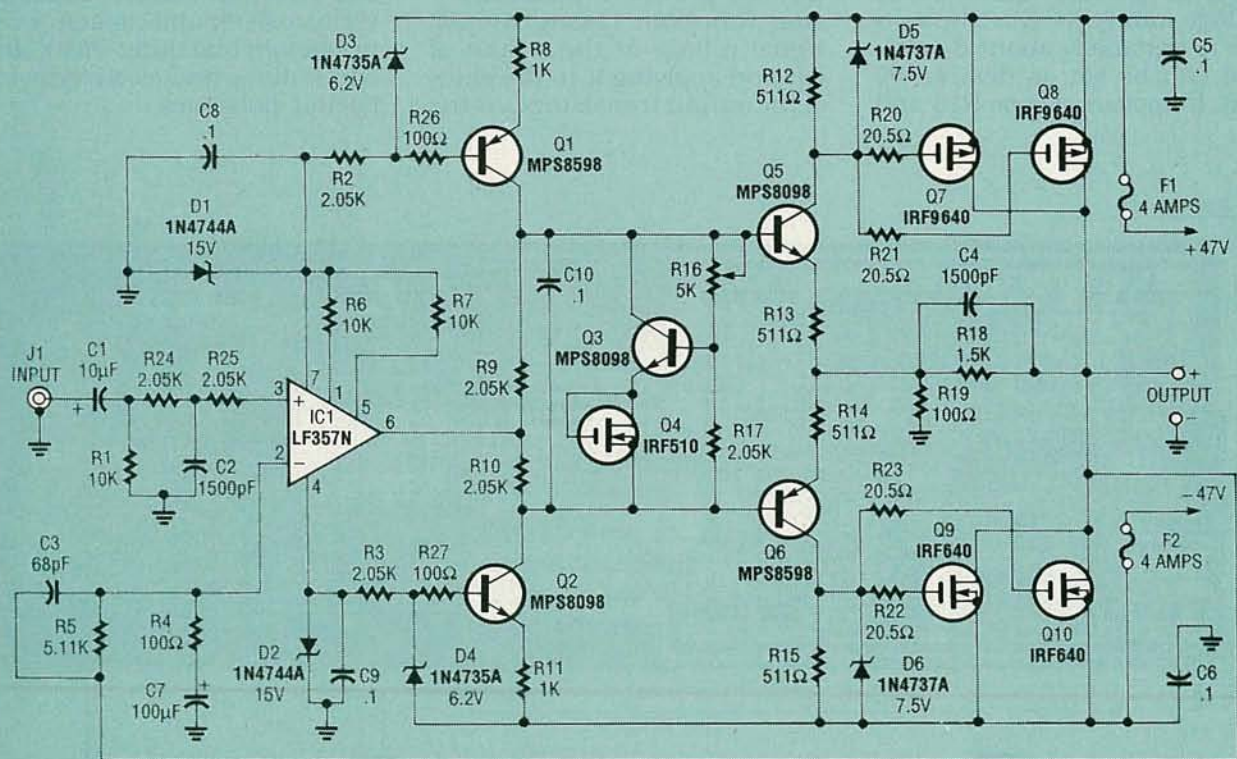 D3
1N4735A
6.2V
R8
1K
C8
.1
R26
100Ω
R2
2.05K
Q1
MPS8598
D1
1N4744A
15V
R6
10K
R7
10K
J1
INPUT
C1
10µF
+
R24
2.05K
R25
2.05K
R1
10K
C2
1500pF
3
+
7
1
IC1
LF357N
5
6
2
−
4
C10
.1
R9
2.05K
R10
2.05K
Q3
MPS8098
Q4
IRF510
R16
5K
R17
2.05K
R12
511Ω
D5
1N4737A
7.5V
R20
20.5Ω
Q7
IRF9640
R21
20.5Ω
Q8
IRF9640
C5
.1
F1
4 AMPS
+47V
Q5
MPS8098
R13
511Ω
C4
1500pF
R18
1.5K
R19
100Ω
+
OUTPUT
−
R14
511Ω
R23
20.5Ω
Q6
MPS8598
R22
20.5Ω
Q9
IRF640
Q10
IRF640
−47V
F2
4 AMPS
C6
.1
R15
511Ω
D6
1N4737A
7.5V
C3
68pF
R5
5.11K
R4
100Ω
C7
100µF
+
D2
1N4744A
15V
C9
.1
R3
2.05K
R27
100Ω
D4
1N4735A
6.2V
Q2
MPS8098
R11
1K